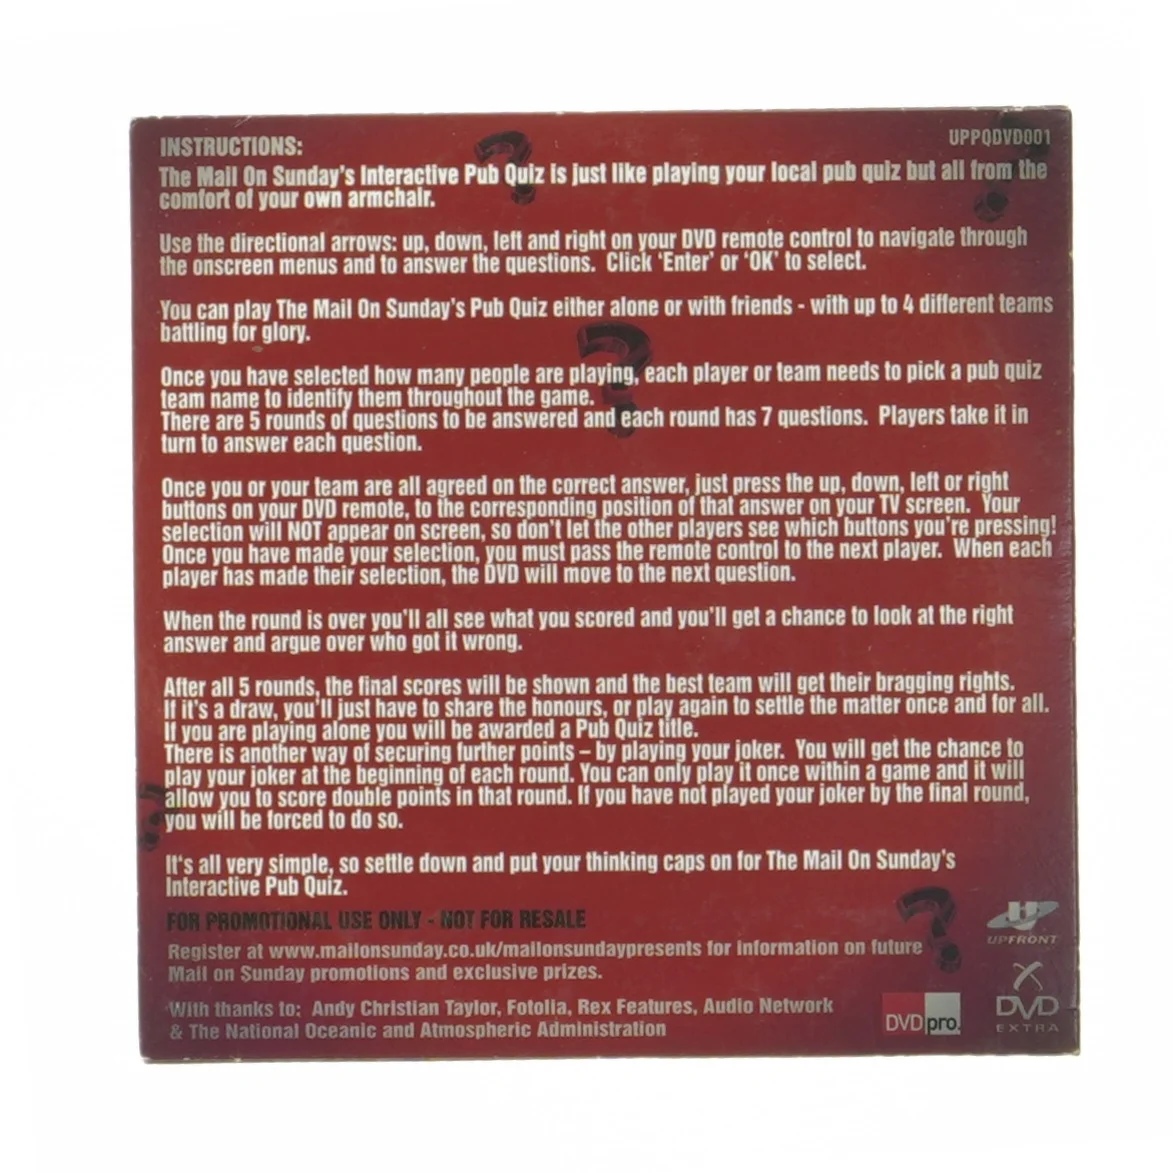 INSTRUCTIONS:
UPPQDVD001
The Mail On Sunday's Interactive Pub Quiz is just like playing your local pub quiz but all from the
comfort of your own armchair.
Use the directional arrows: up, down, left and right on your DVD remote control to navigate through
the onscreen menus and to answer the questions. Click 'Enter' or 'OK' to select.
You can play The Mail On Sunday's Pub Quiz either alone or with friends - with up to 4 different teams
battling for glory.
Once you have selected how many people are playing, each player or team needs to pick a pub quiz
team name to identify them throughout the game.
There are 5 rounds of questions to be answered and each round has 7 questions. Players take it in
turn to answer each question.
Once you or your team are all agreed on the correct answer, just press the up, down, left or right
buttons on your DVD remote, to the corresponding position of that answer on your TV screen. Your
selection will NOT appear on screen, so don't let the other players see which buttons you're pressing!
Once you have made your selection, you must pass the remote control to the next player. When each
player has made their selection, the DVD will move to the next question.
When the round is over you'll all see what you scored and you'll get a chance to look at the right
answer and argue over who got it wrong.
After all 5 rounds, the final scores will be shown and the best team will get their bragging rights.
If it's a draw, you'll just have to share the honours, or play again to settle the matter once and for all.
If you are playing alone you will be awarded a Pub Quiz title.
There is another way of securing further points – by playing your joker. You will get the chance to
play your joker at the beginning of each round. You can only play it once within a game and it will
allow you to score double points in that round. If you have not played your joker by the final round,
you will be forced to do so.
It's all very simple, so settle down and put your thinking caps on for The Mail On Sunday's
Interactive Pub Quiz.
FOR PROMOTIONAL USE ONLY - NOT FOR RESALE
Register at www.mailonsunday.co.uk/mailonsundaypresents for information on future
Mail on Sunday promotions and exclusive prizes.
With thanks to: Andy Christian Taylor, Fotolia, Rex Features, Audio Network
& The National Oceanic and Atmospheric Administration
UPFRONT
DVD pro.
DVD
EXTRA